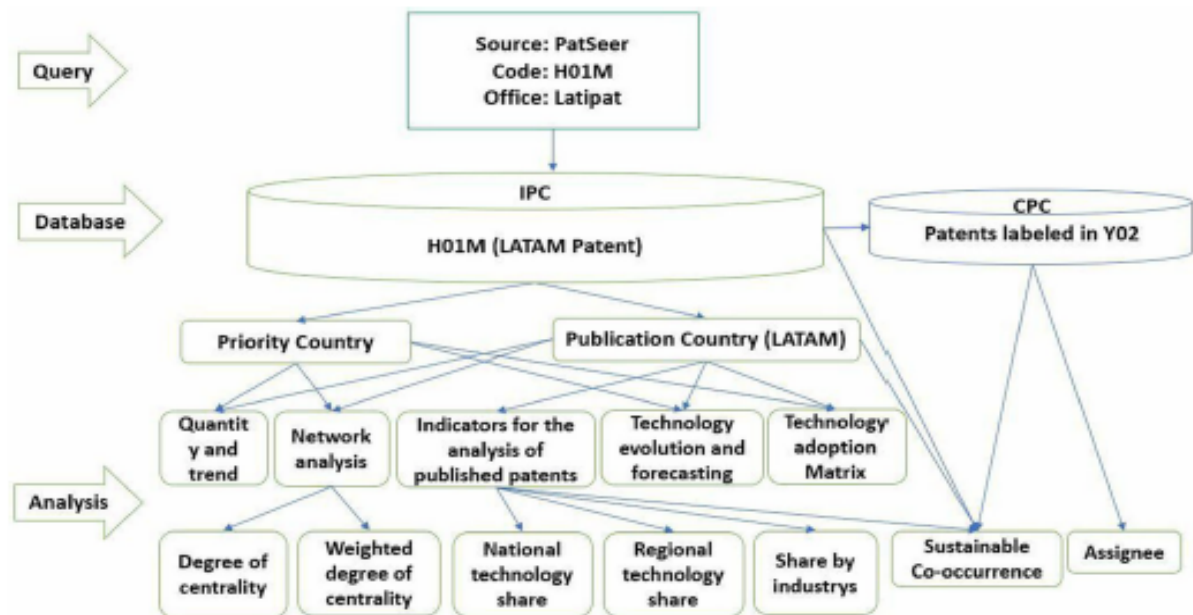 Query
Source: PatSeer
Code: H01M
Office: Latipat
Database
IPC
H01M (LATAM Patent)
CPC
Patents labeled in Y02
Priority Country
Publication Country (LATAM)
Analysis
Quantit
y and
trend
Network
analysis
Indicators for the
analysis of
published patents
Technology
evolution and
forecasting
Technology
adoption
Matrix
Degree of
centrality
Weighted
degree of
centrality
National
technology
share
Regional
technology
share
Share by
industrys
Sustainable
Co-occurrence
Assignee